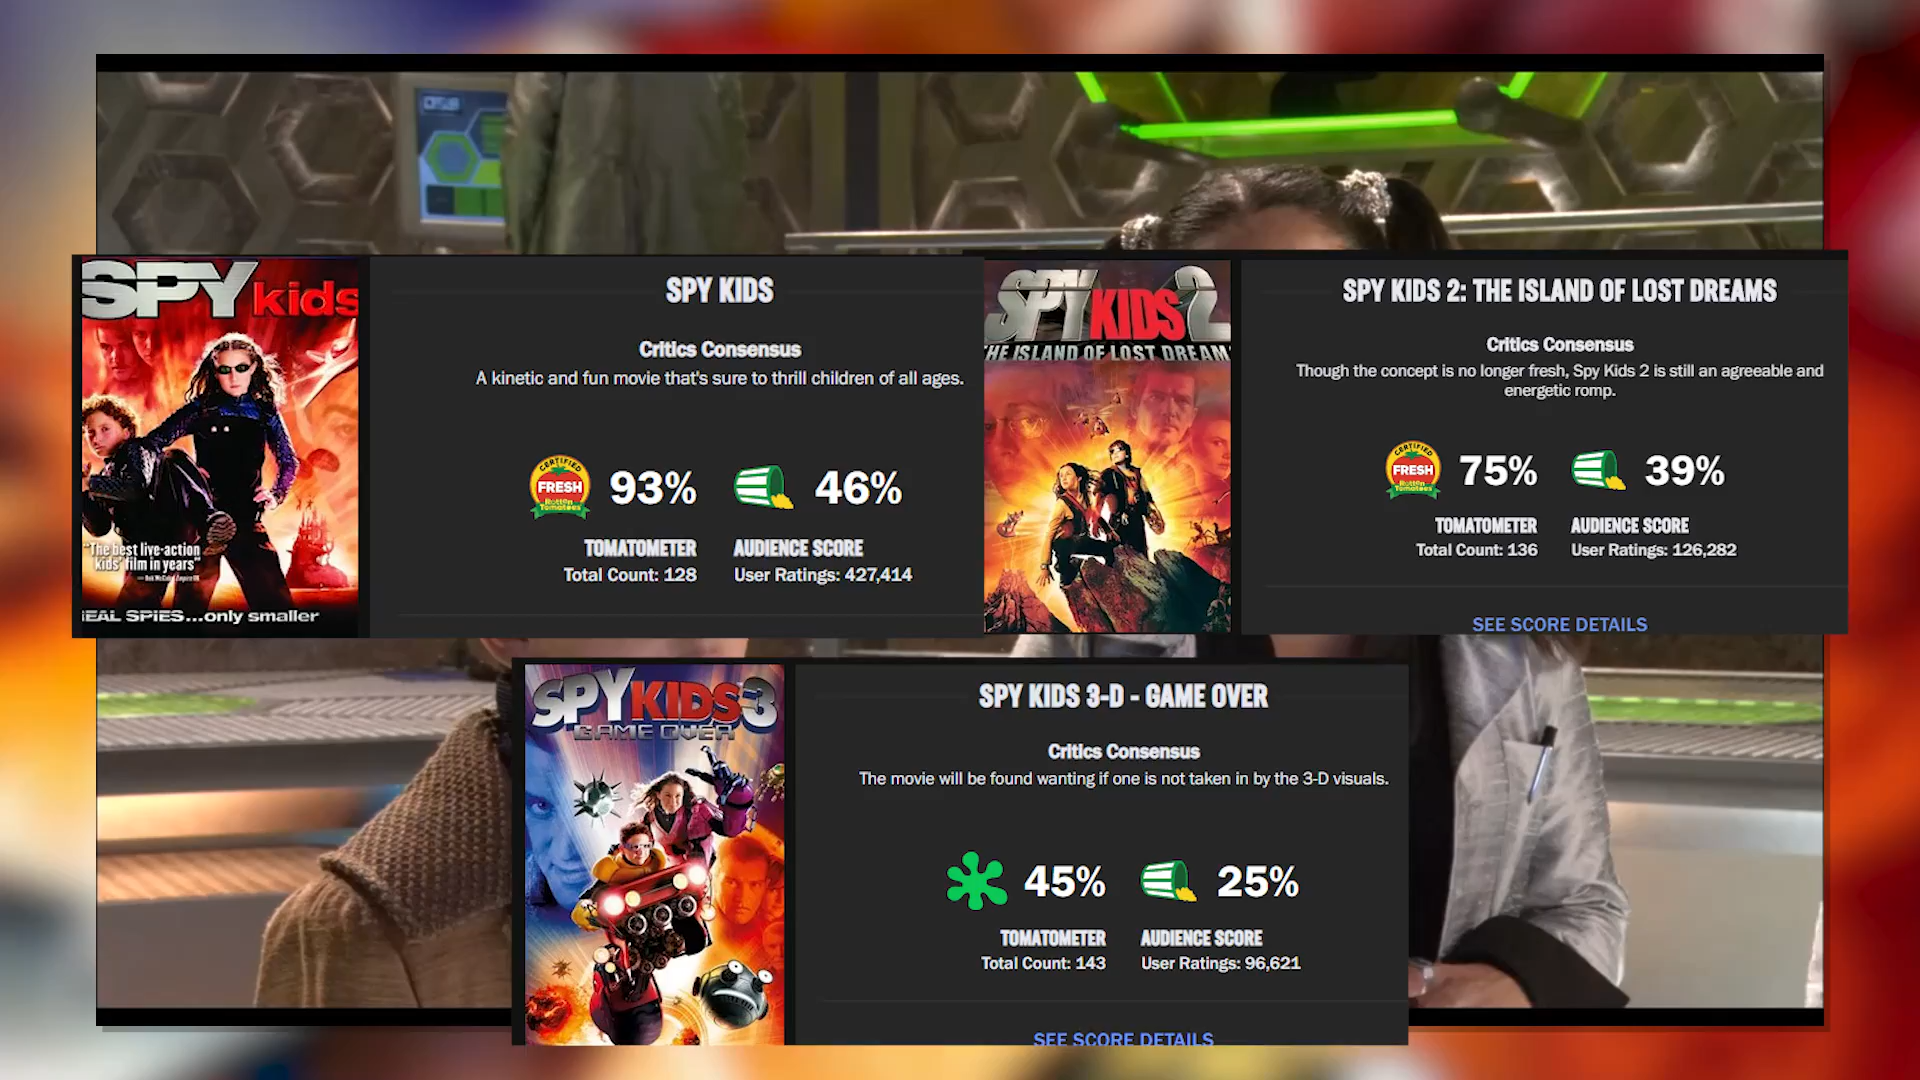 SPY kids
"The best live-action
kids' film in years"
EAL SPIES...only smaller
SPY KIDS
Critics Consensus
A kinetic and fun movie that's sure to thrill children of all ages.
CERTIFIED
FRESH
Rotten
Tomatoes
93%
46%
TOMATOMETER
AUDIENCE SCORE
Total Count: 128
User Ratings: 427,414
SPY KIDS 2
HE ISLAND OF LOST DREAM
SPY KIDS 2: THE ISLAND OF LOST DREAMS
Critics Consensus
Though the concept is no longer fresh, Spy Kids 2 is still an agreeable and
energetic romp.
CERTIFIED
FRESH
Rotten
Tomatoes
75%
39%
TOMATOMETER
AUDIENCE SCORE
Total Count: 136
User Ratings: 126,282
SEE SCORE DETAILS
SPY KIDS 3
GAME OVER
SPY KIDS 3-D - GAME OVER
Critics Consensus
The movie will be found wanting if one is not taken in by the 3-D visuals.
45%
25%
TOMATOMETER
AUDIENCE SCORE
Total Count: 143
User Ratings: 96,621
SEE SCORE DETAILS